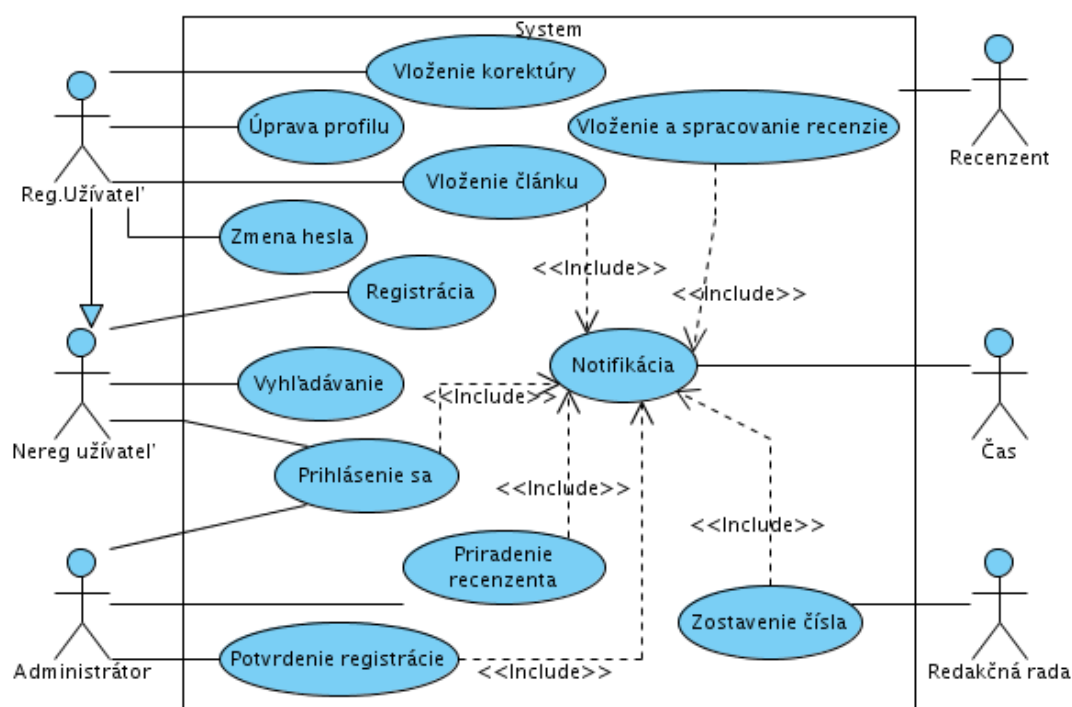 System
Vloženie korektúry
Úprava profilu
Vloženie a spracovanie recenzie
Recenzent
Reg.Užívateľ
Vloženie článku
Zmena hesla
<<Include>>
<<Include>>
Registrácia
Notifikácia
Vyhľadávanie
<<Include>>
Nereg užívateľ
Čas
Prihlásenie sa
<<Include>>
<<Include>>
Priradenie
recenzenta
Zostavenie čísla
Administrátor
Potvrdenie registrácie
<<Include>>
Redakčná rada